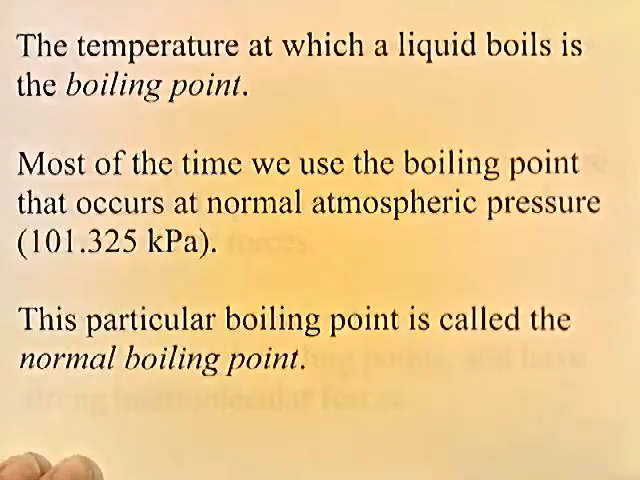 The temperature at which a liquid boils is
the boiling point.
Most of the time we use the boiling point
that occurs at normal atmospheric pressure
(101.325 kPa).
This particular boiling point is called the
normal boiling point.